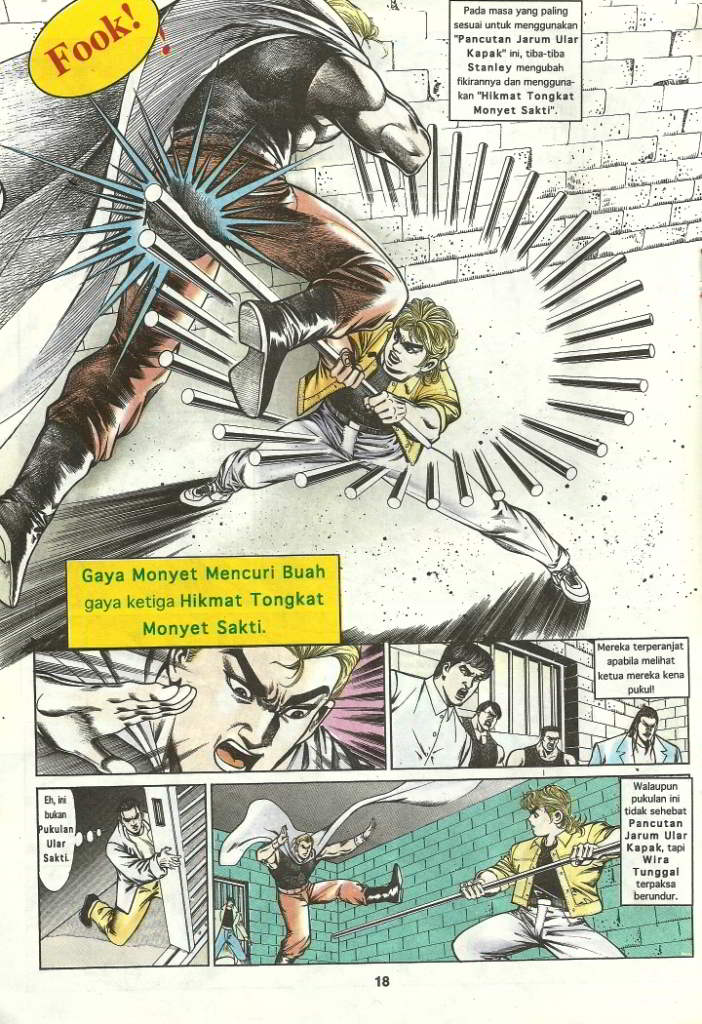 Fook!
!
Pada masa yang paling
sesuai untuk menggunakan
"Pancutan Jarum Ular
Kapak" ini, tiba-tiba
Stanley mengubah
fikirannya dan mengguna-
kan "Hikmat Tongkat
Monyet Sakti".
Gaya Monyet Mencuri Buah
gaya ketiga Hikmat Tongkat
Monyet Sakti.
Mereka terperanjat
apabila melihat
ketua mereka kena
pukul!
Eh, ini
bukan
Pukulan
Ular
Sakti.
Walaupun
pukulan ini
tidak sehebat
Pancutan
Jarum Ular
Kapak, tapi
Wira
Tunggal
terpaksa
berundur.
18